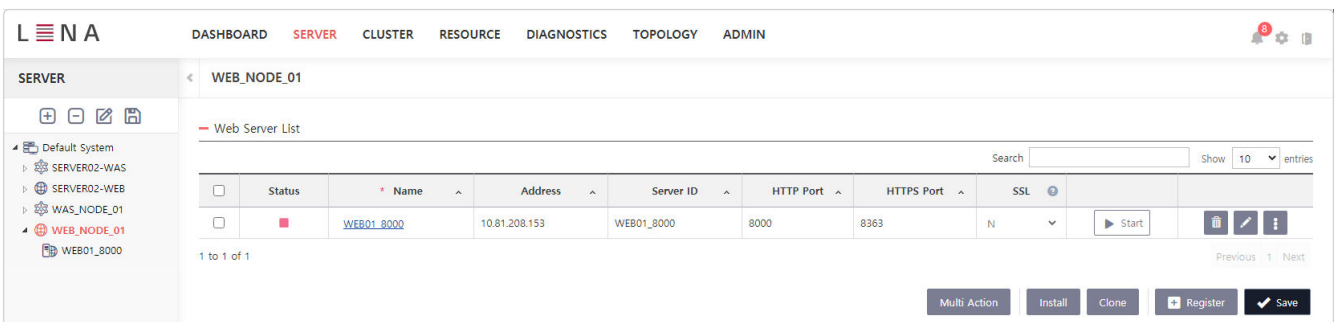 LENA DASHBOARD SERVER CLUSTER RESOURCE DIAGNOSTICS TOPOLOGY ADMIN 8
SERVER
WEB_NODE_01
Default System
SERVER02-WAS
SERVER02-WEB
WAS_NODE_01
WEB_NODE_01
WEB01_8000
Web Server List
Search Show 10 entries
Status * Name Address Server ID HTTP Port HTTPS Port SSL ?
WEB01_8000 10.81.208.153 WEB01_8000 8000 8363 N Start
1 to 1 of 1 Previous 1 Next
Multi Action Install Clone Register Save